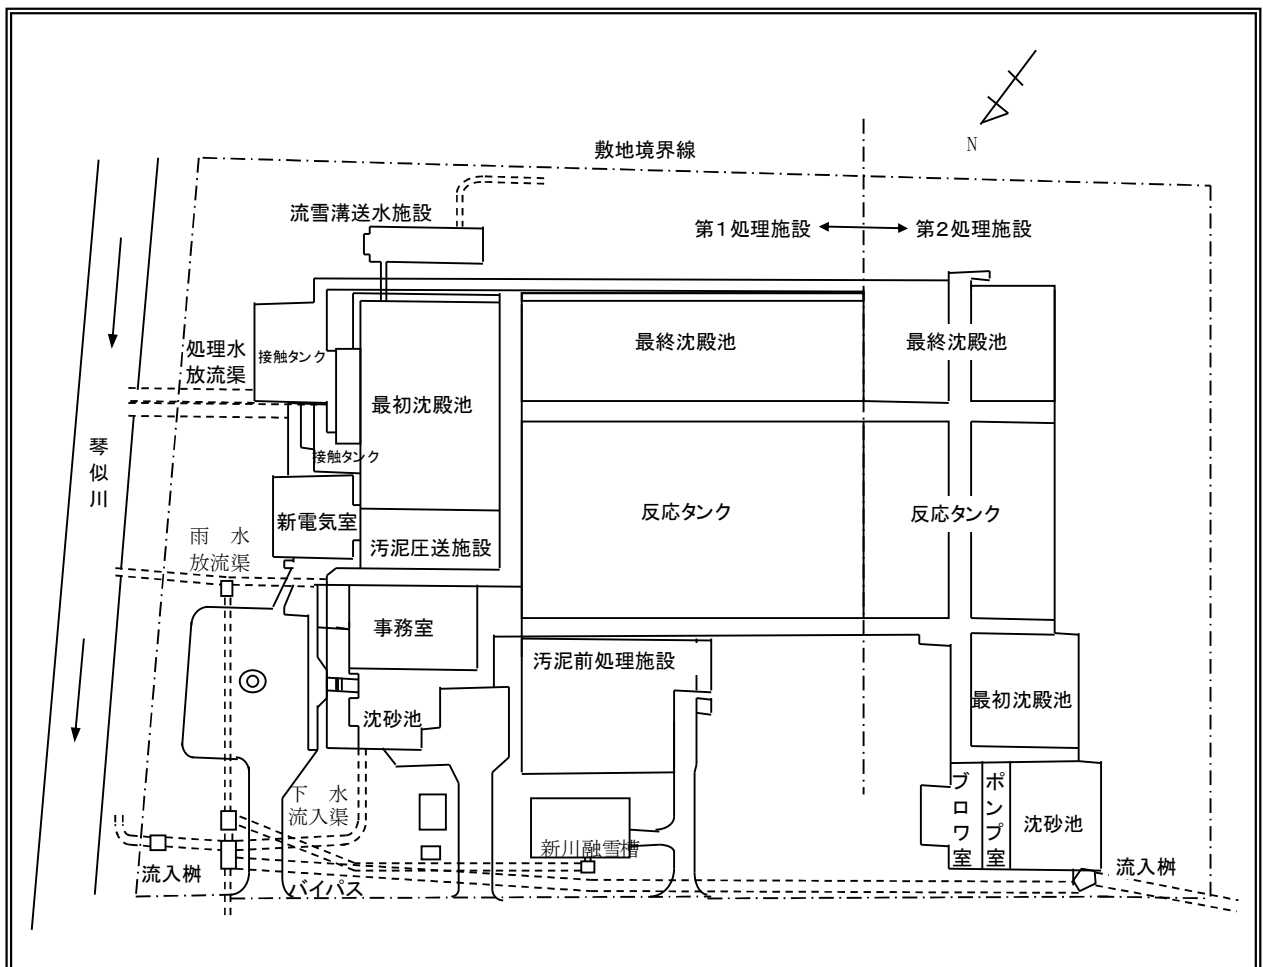 N
敷地境界線
流雪溝送水施設
第1処理施設
第2処理施設
処理水
放流渠
接触タンク
最終沈殿池
最終沈殿池
最初沈殿池
琴似川
接触タンク
新電気室
反応タンク
反応タンク
雨 水
放流渠
汚泥圧送施設
事務室
汚泥前処理施設
沈砂池
最初沈殿池
下 水
流入渠
ブロワ室
ポンプ室
沈砂池
新川融雪槽
流入桝
バイパス
流入桝